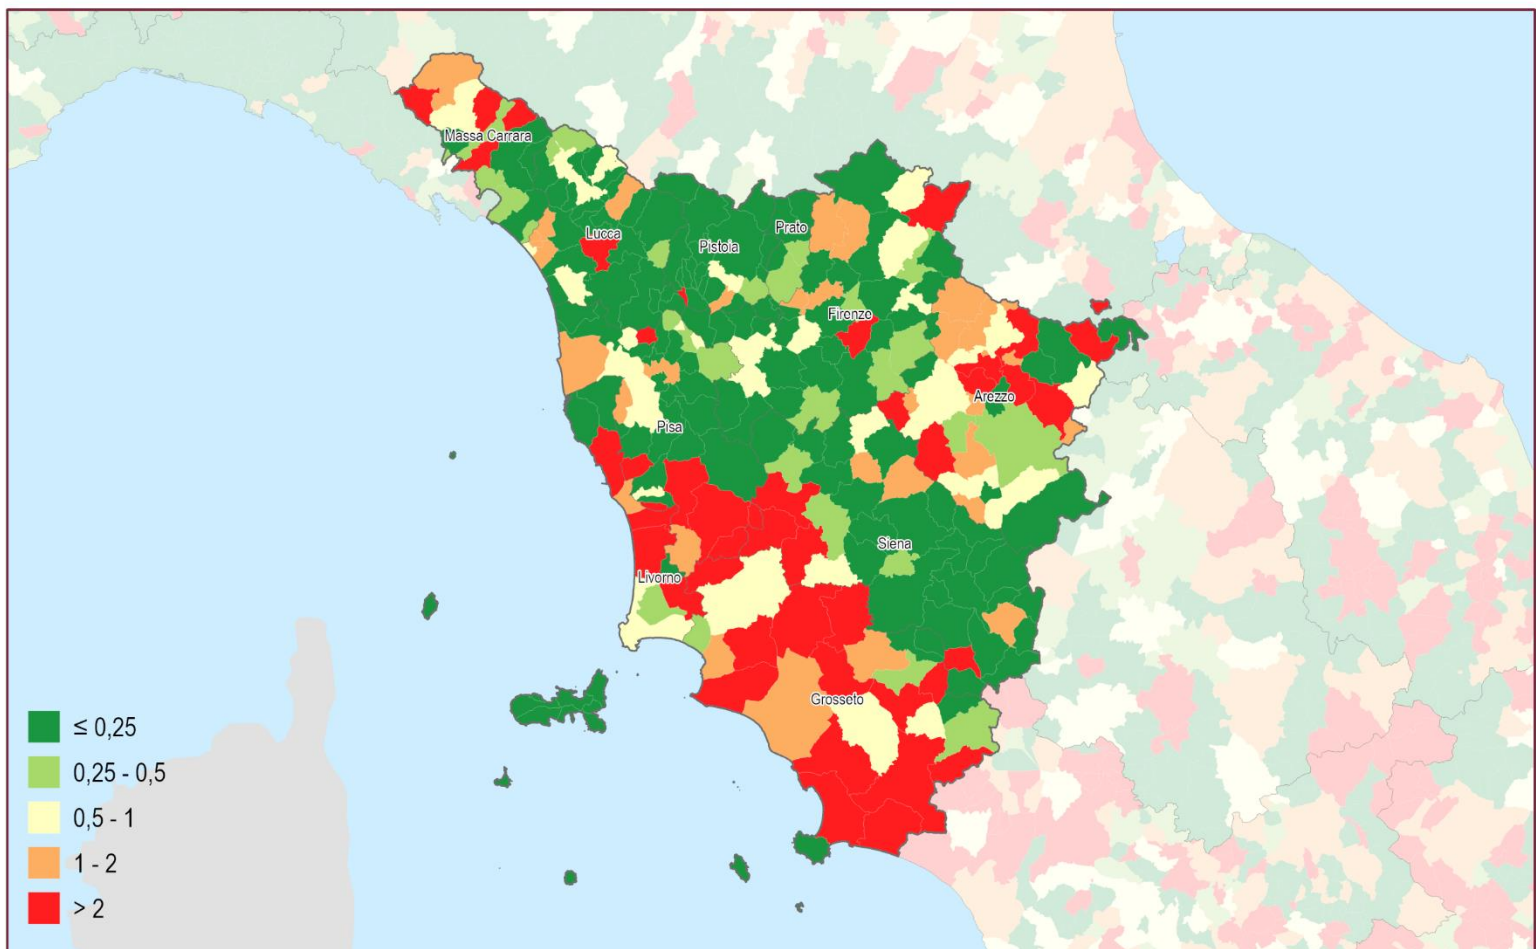 Massa Carrara
Lucca
Pistoia
Prato
Firenze
Arezzo
Pisa
Siena
Livorno
Grosseto
≤ 0,25
0,25 - 0,5
0,5 - 1
1 - 2
> 2